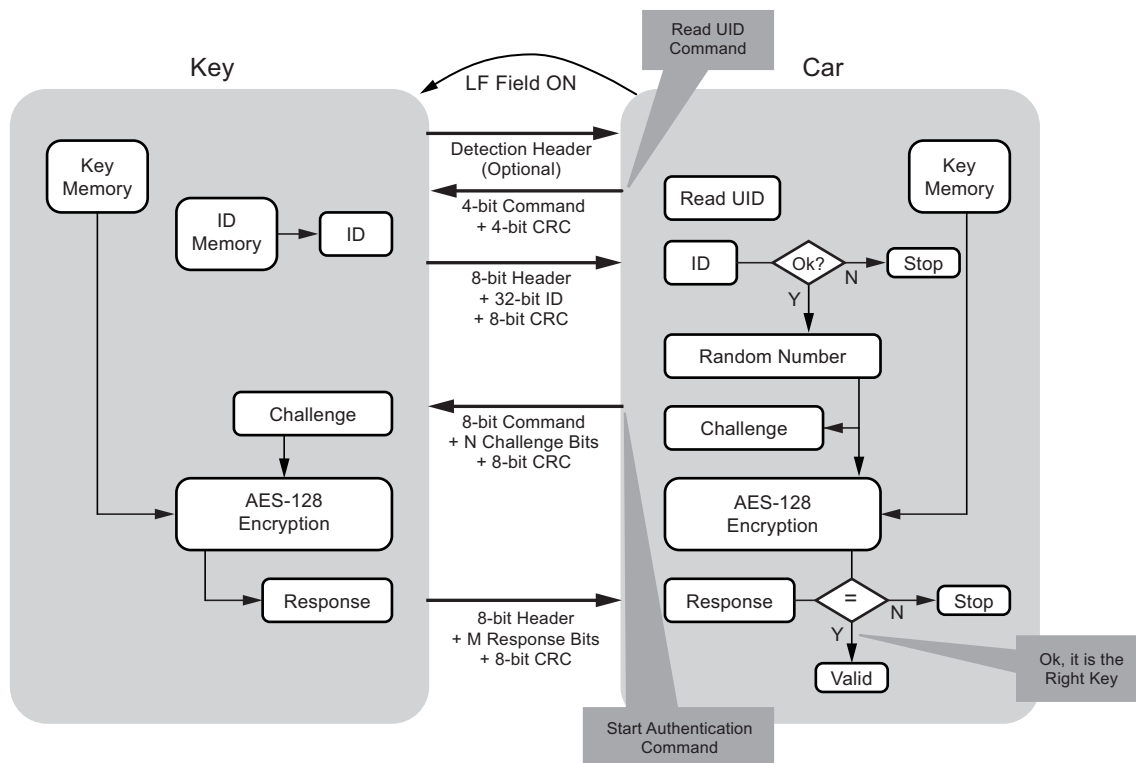 Read UID
Command
Key
Car
LF Field ON
Detection Header
(Optional)
Key
Memory
Key
Memory
4-bit Command
+ 4-bit CRC
Read UID
ID
Memory
ID
ID
Ok?
N
Stop
Y
8-bit Header
+ 32-bit ID
+ 8-bit CRC
Random Number
Challenge
8-bit Command
+ N Challenge Bits
+ 8-bit CRC
Challenge
AES-128
Encryption
AES-128
Encryption
Response
8-bit Header
+ M Response Bits
+ 8-bit CRC
Response
=
N
Stop
Y
Valid
Ok, it is the
Right Key
Start Authentication
Command